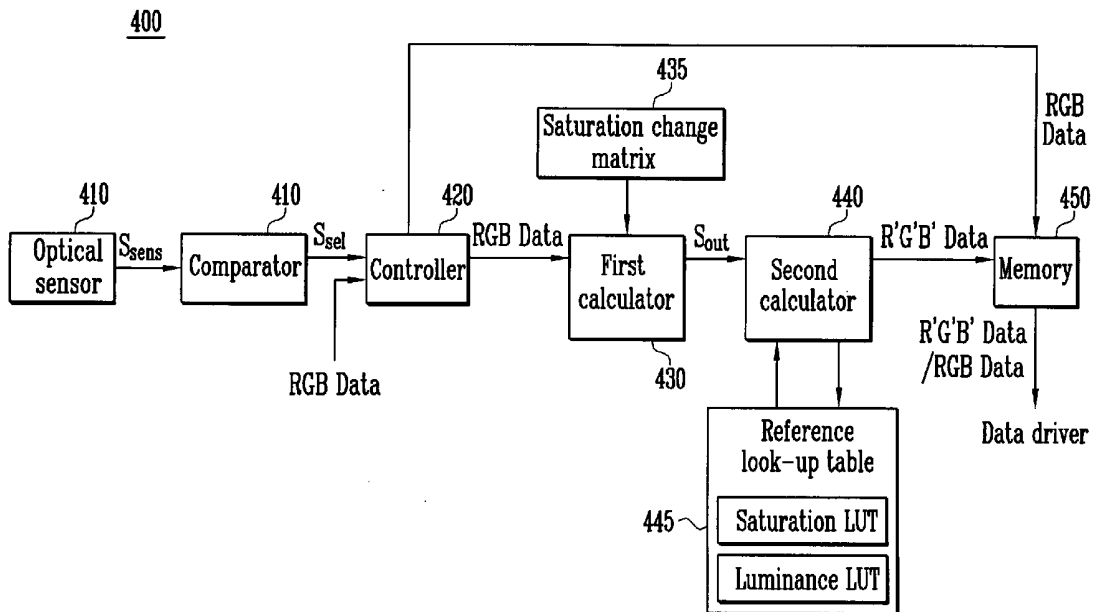 400
435
Saturation change
matrix
RGB
Data
410
Optical
sensor
Ssens
410
Comparator
Ssel
420
Controller
RGB Data
RGB Data
First
calculator
430
Sout
440
Second
calculator
R'G'B' Data
450
Memory
R'G'B' Data
/RGB Data
Data driver
Reference
look-up table
445
Saturation LUT
Luminance LUT